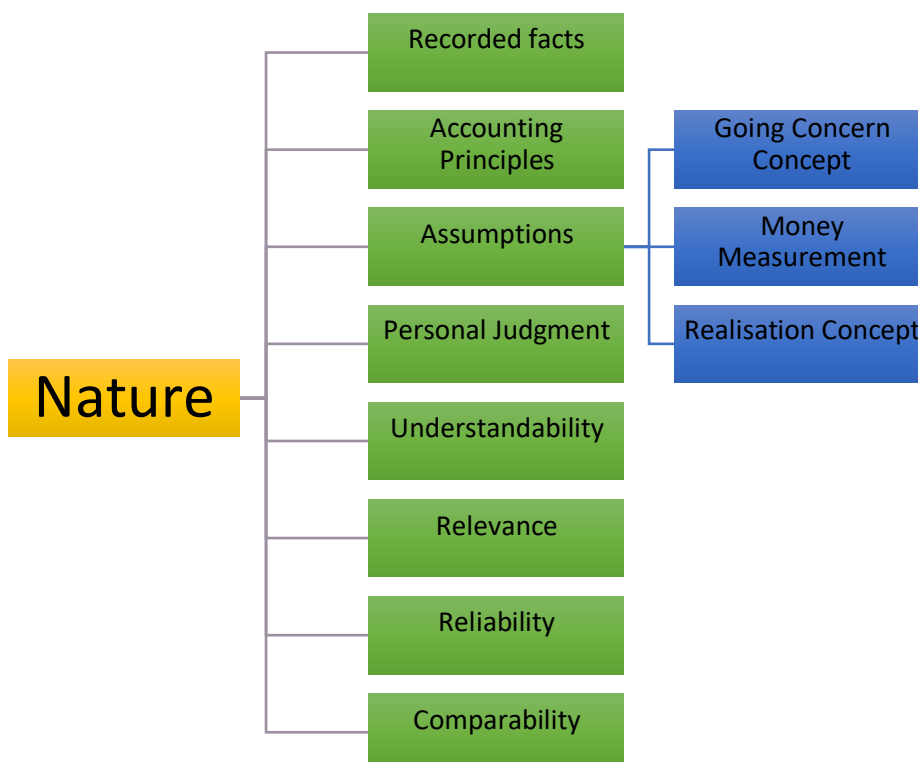 Nature
Recorded facts
Accounting
Principles
Assumptions
Personal Judgment
Understandability
Relevance
Reliability
Comparability
Going Concern
Concept
Money
Measurement
Realisation Concept